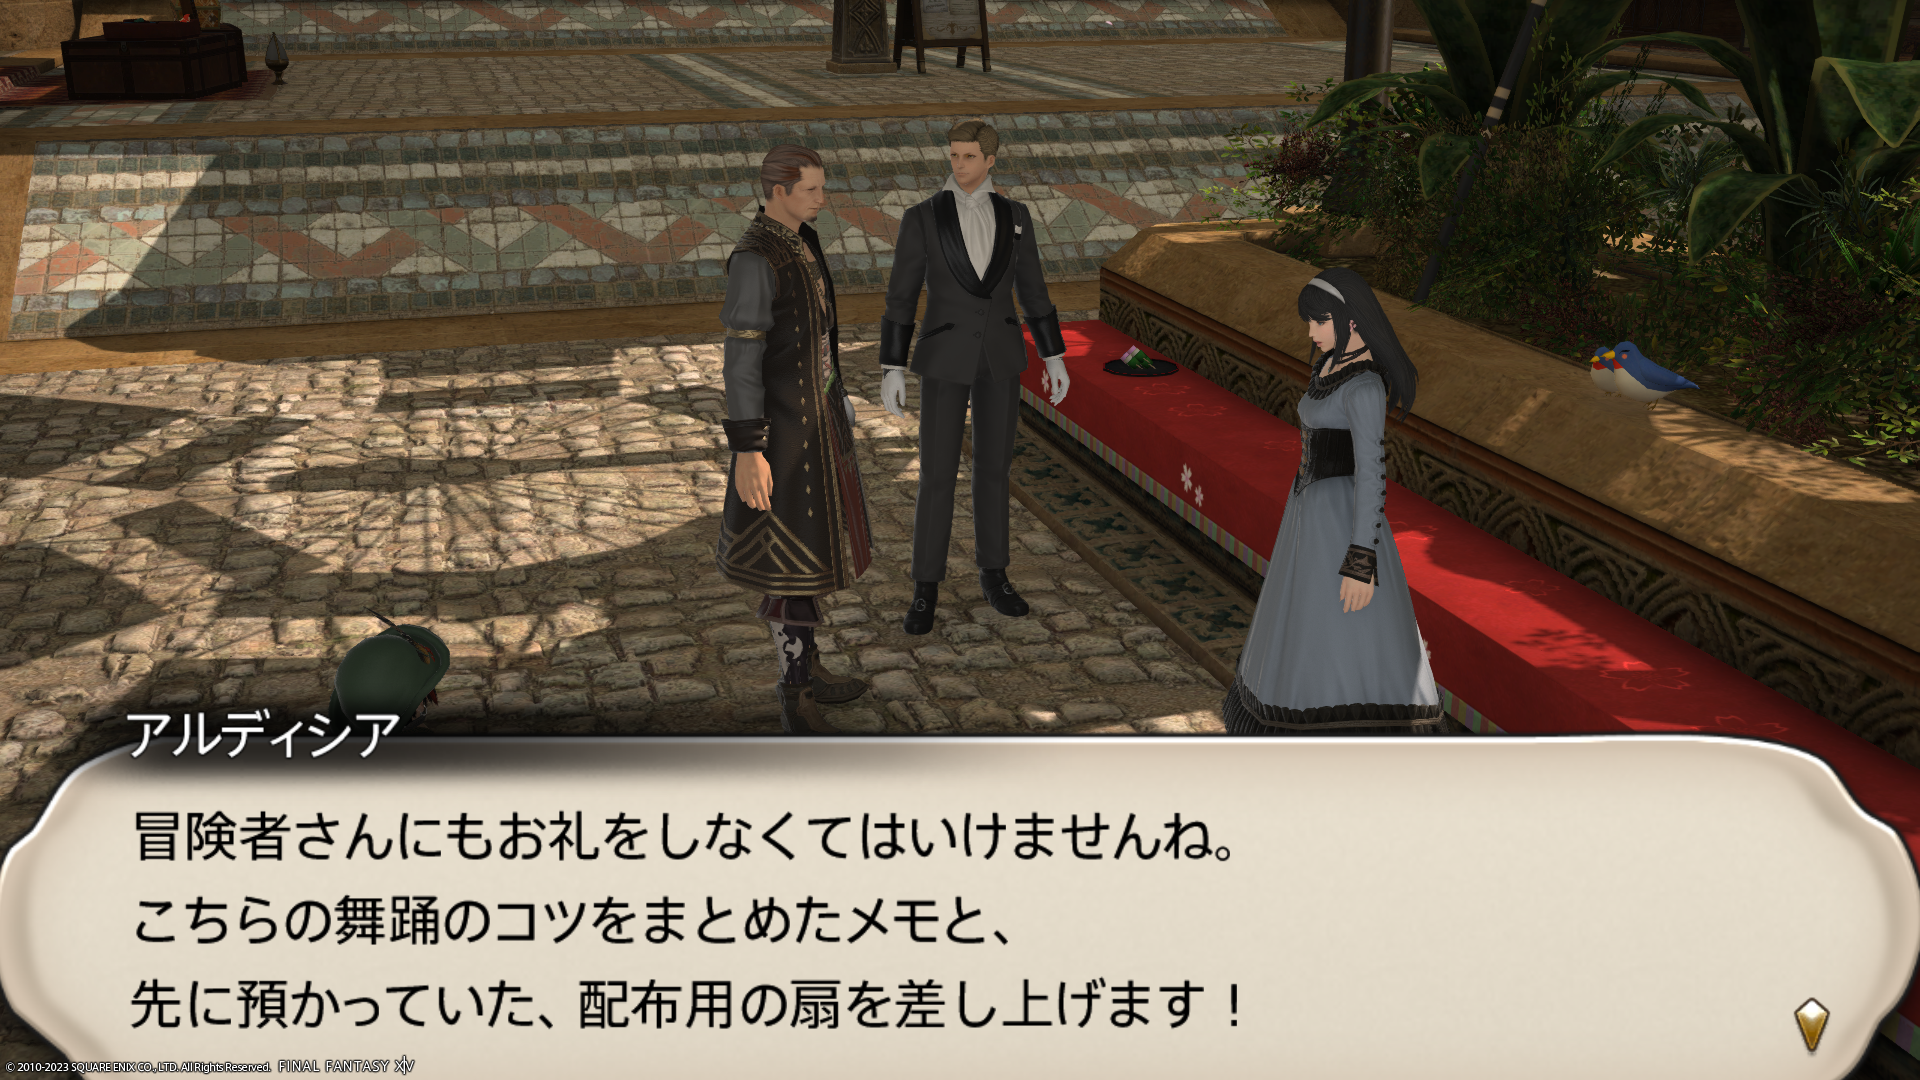 アルディシア
冒険者さんにもお礼をしなくてはいけませんね。
こちらの舞踊のコツをまとめたメモと、
先に預かっていた、配布用の扇を差し上げます！
© 2010-2023 SQUARE ENIX CO., LTD. All Rights Reserved. FINAL FANTASY XIV